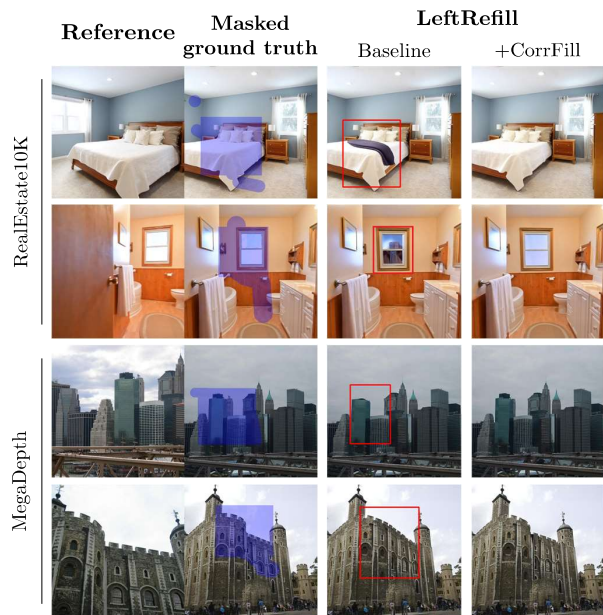 Reference
Masked
ground truth
LeftRefill
Baseline
+CorrFill
RealEstate10K
MegaDepth